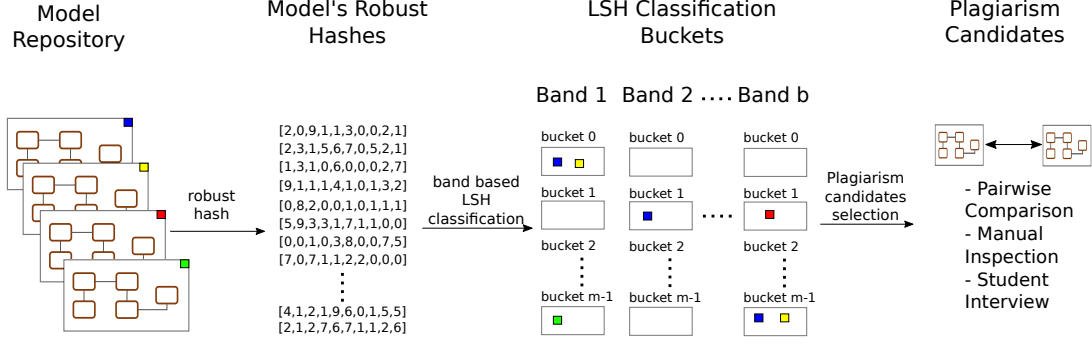 Model
Repository
Model's Robust
Hashes
LSH Classification
Buckets
Plagiarism
Candidates
robust
hash
[2,0,9,1,1,3,0,0,2,1]
[2,3,1,5,6,7,0,5,2,1]
[1,3,1,0,6,0,0,0,2,7]
[9,1,1,1,4,1,0,1,3,2]
[0,8,2,0,0,1,0,1,1,1]
[5,9,3,3,1,7,1,1,0,0]
[0,0,1,0,3,8,0,0,7,5]
[7,0,7,1,1,2,2,0,0,0]
[4,1,2,1,9,6,0,1,5,5]
[2,1,2,7,6,7,1,1,2,6]
band based
LSH
classification
Band 1 Band 2 .... Band b
bucket 0 bucket 0 bucket 0
bucket 1 bucket 1 bucket 1
bucket 2 bucket 2 bucket 2
bucket m-1 bucket m-1 bucket m-1
Plagiarism
candidates
selection
- Pairwise
Comparison
- Manual
Inspection
- Student
Interview